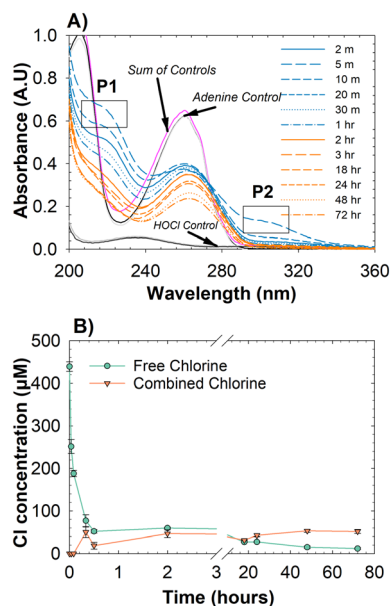 A)
P1
Sum of Controls
Adenine Control
P2
HOCl Control
2 m
5 m
10 m
20 m
30 m
1 hr
2 hr
3 hr
18 hr
24 hr
48 hr
72 hr
Absorbance (A.U)
1.0
0.8
0.6
0.4
0.2
0.0
200 240 280 320 360
Wavelength (nm)
B)
Free Chlorine
Combined Chlorine
Cl concentration (µM)
500
400
300
200
100
0
0 1 2 3 20 40 60 80
Time (hours)